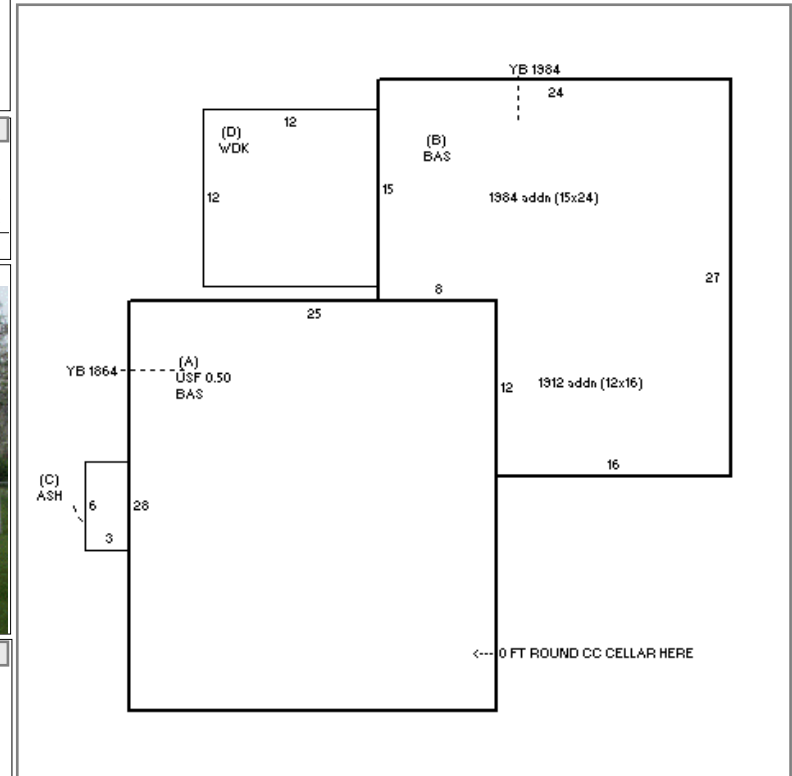 YB 1984
24
12
(D)
WDK
(B)
BAS
12
15
1984 addn (15x24)
27
8
25
YB 1864
(A)
USF 0.50
BAS
12
1912 addn (12x16)
16
(C)
ASH
6
28
3
<---0 FT ROUND CC CELLAR HERE